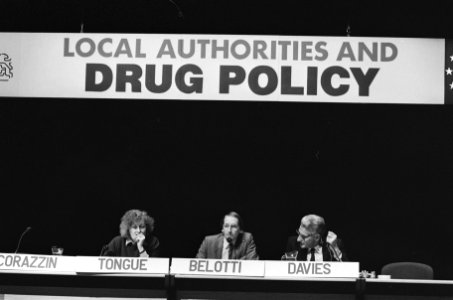 LOCAL AUTHORITIES AND
DRUG POLICY
CORAZZIN TONGUE BELOTTI DAVIES